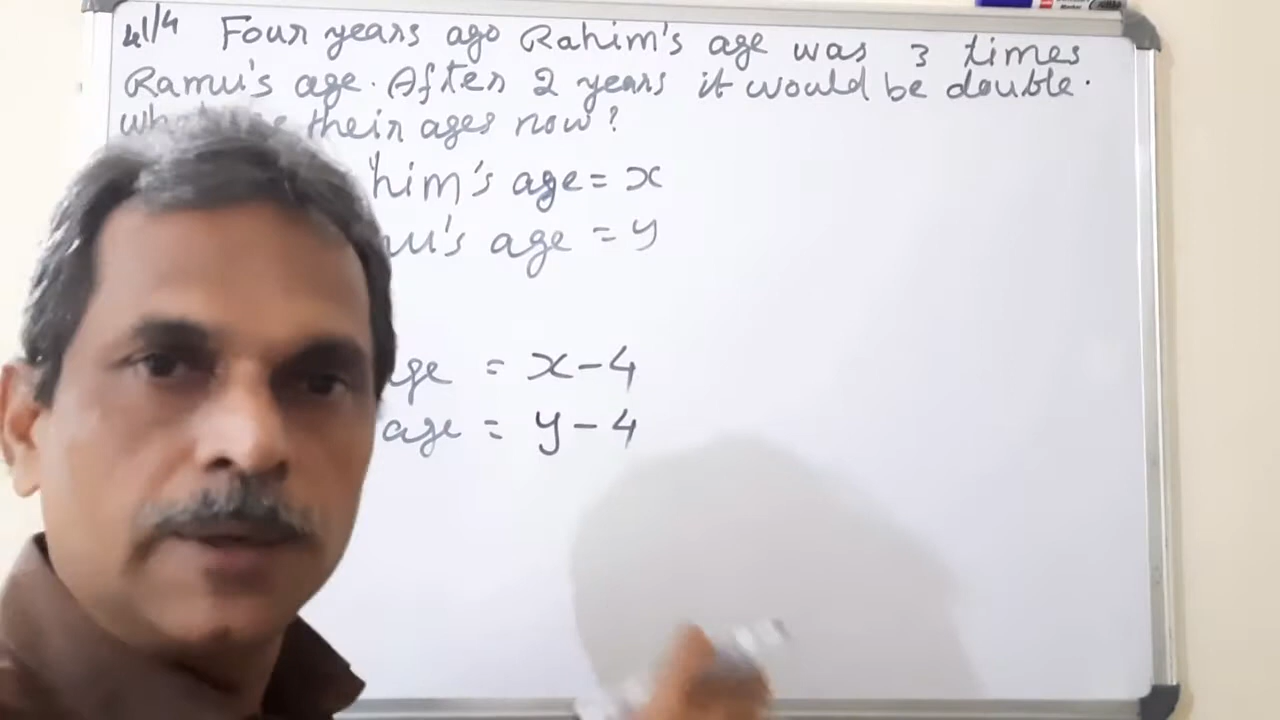 4/4 Four years ago Rahim's age was 3 times
Ramu's age. After 2 years it would be double.
their ages now?
him's age = x
mu's age = y
age = x-4
age = y-4